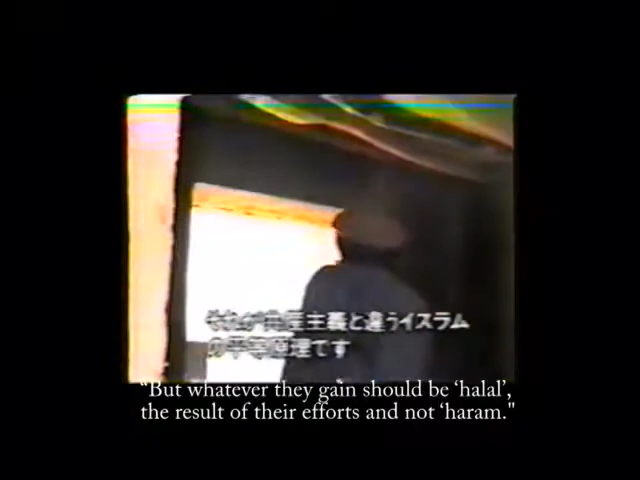 それが共産主義と違うイスラム
の平等原理です
“But whatever they gain should be ‘halal’,
the result of their efforts and not ‘haram."